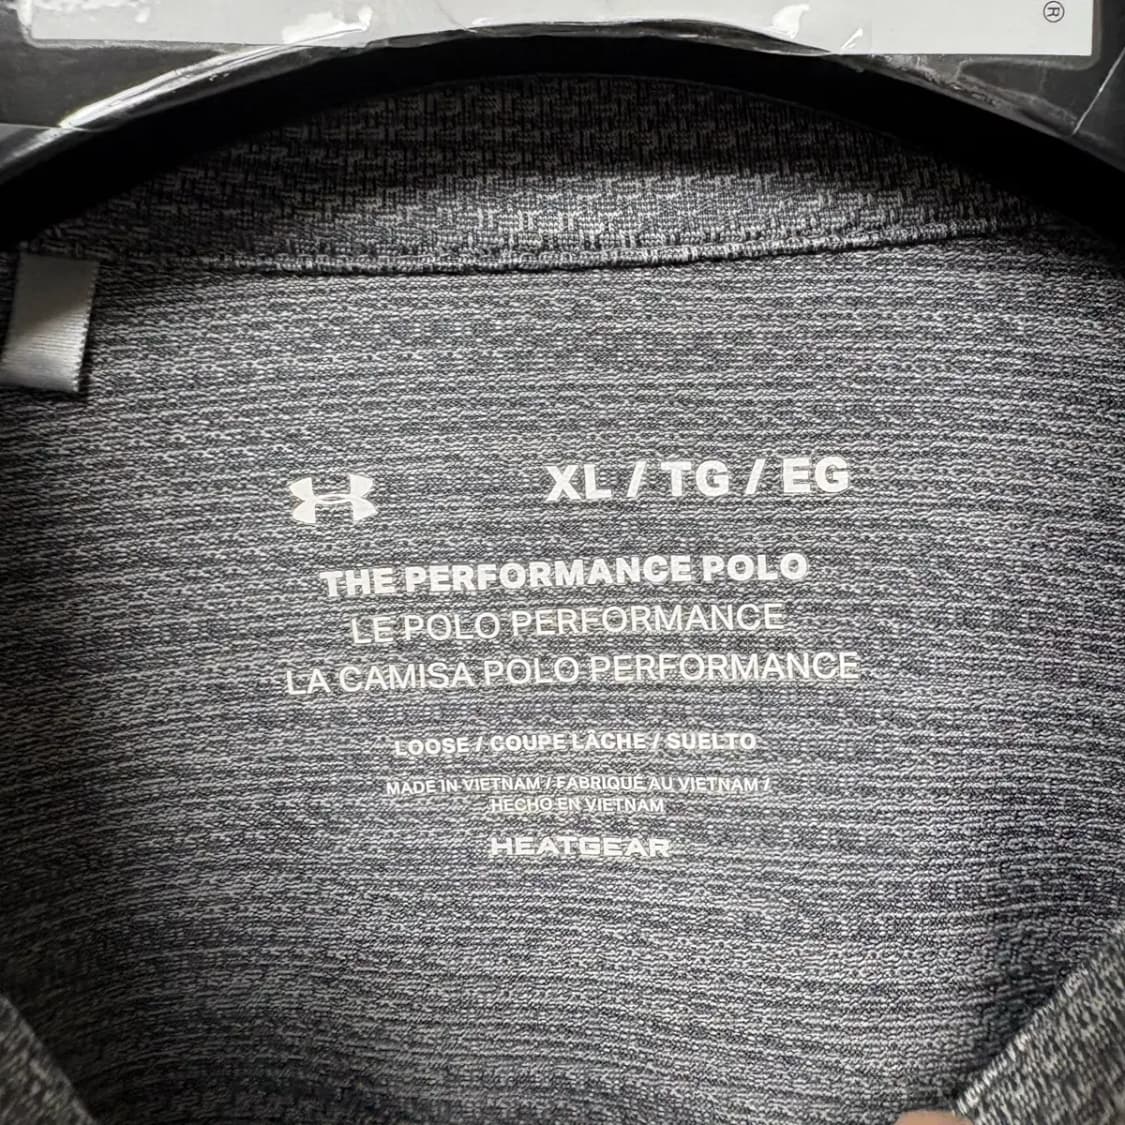 ®
XL / TG / EG
THE PERFORMANCE POLO
LE POLO PERFORMANCE
LA CAMISA POLO PERFORMANCE
LOOSE / COUPE LÂCHE / SUELTO
MADE IN VIETNAM / FABRIQUÉ AU VIETNAM /
HECHO EN VIETNAM
HEATGEAR